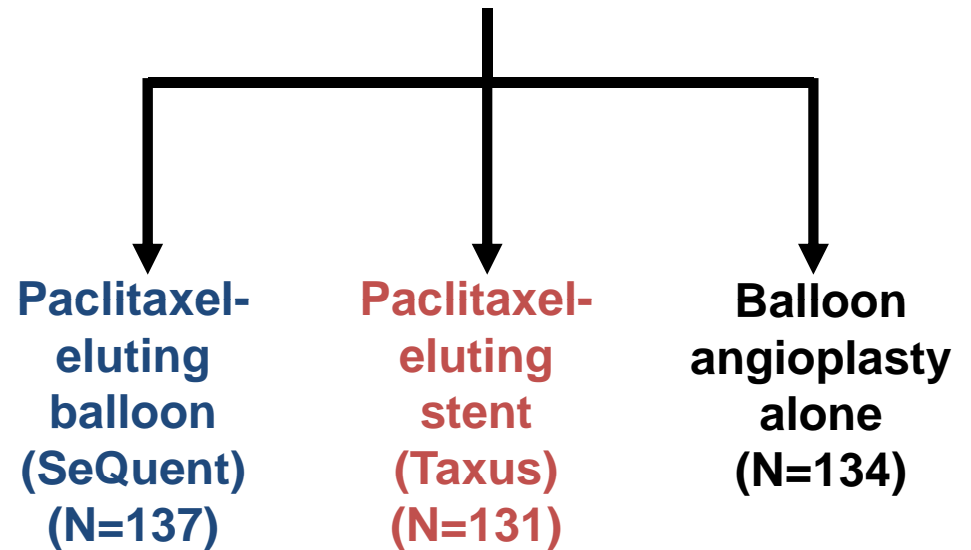 Paclitaxel-
eluting
balloon
(SeQuent)
(N=137)
Paclitaxel-
eluting
stent
(Taxus)
(N=131)
Balloon
angioplasty
alone
(N=134)